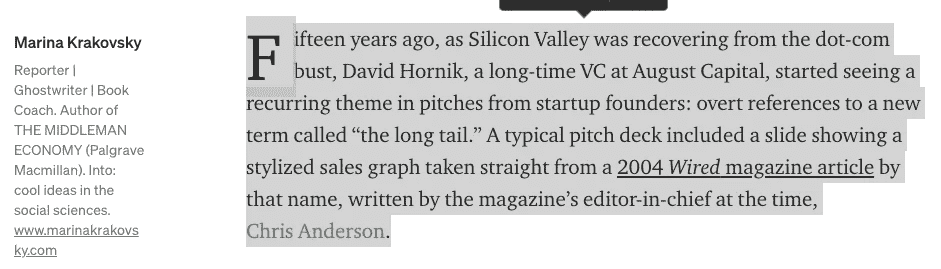 Marina Krakovsky
Reporter |
Ghostwriter | Book
Coach. Author of
THE MIDDLEMAN
ECONOMY (Palgrave
Macmillan). Into:
cool ideas in the
social sciences.
www.marinakrakovs
ky.com
Fifteen years ago, as Silicon Valley was recovering from the dot-com
bust, David Hornik, a long-time VC at August Capital, started seeing a
recurring theme in pitches from startup founders: overt references to a new
term called “the long tail.” A typical pitch deck included a slide showing a
stylized sales graph taken straight from a 2004 Wired magazine article by
that name, written by the magazine’s editor-in-chief at the time,
Chris Anderson.